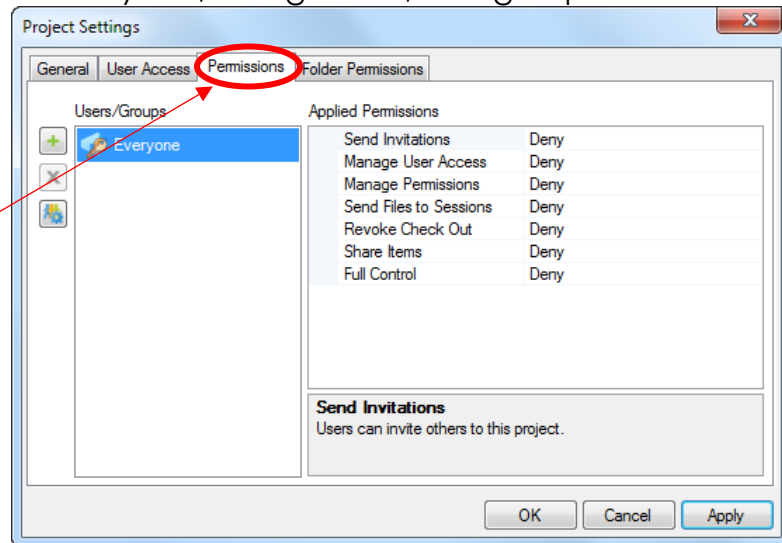 Project Settings
General User Access Permissions Folder Permissions
Users/Groups
Everyone
Applied Permissions
Send Invitations Deny
Manage User Access Deny
Manage Permissions Deny
Send Files to Sessions Deny
Revoke Check Out Deny
Share Items Deny
Full Control Deny
Send Invitations
Users can invite others to this project.
OK Cancel Apply